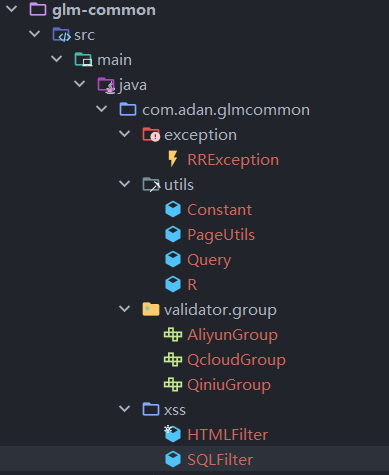 glm-common
src
main
java
com.adan.glmcommon
exception
RRException
utils
Constant
PageUtils
Query
R
validator.group
AliyunGroup
QcloudGroup
QiniuGroup
xss
HTMLFilter
SQLFilter